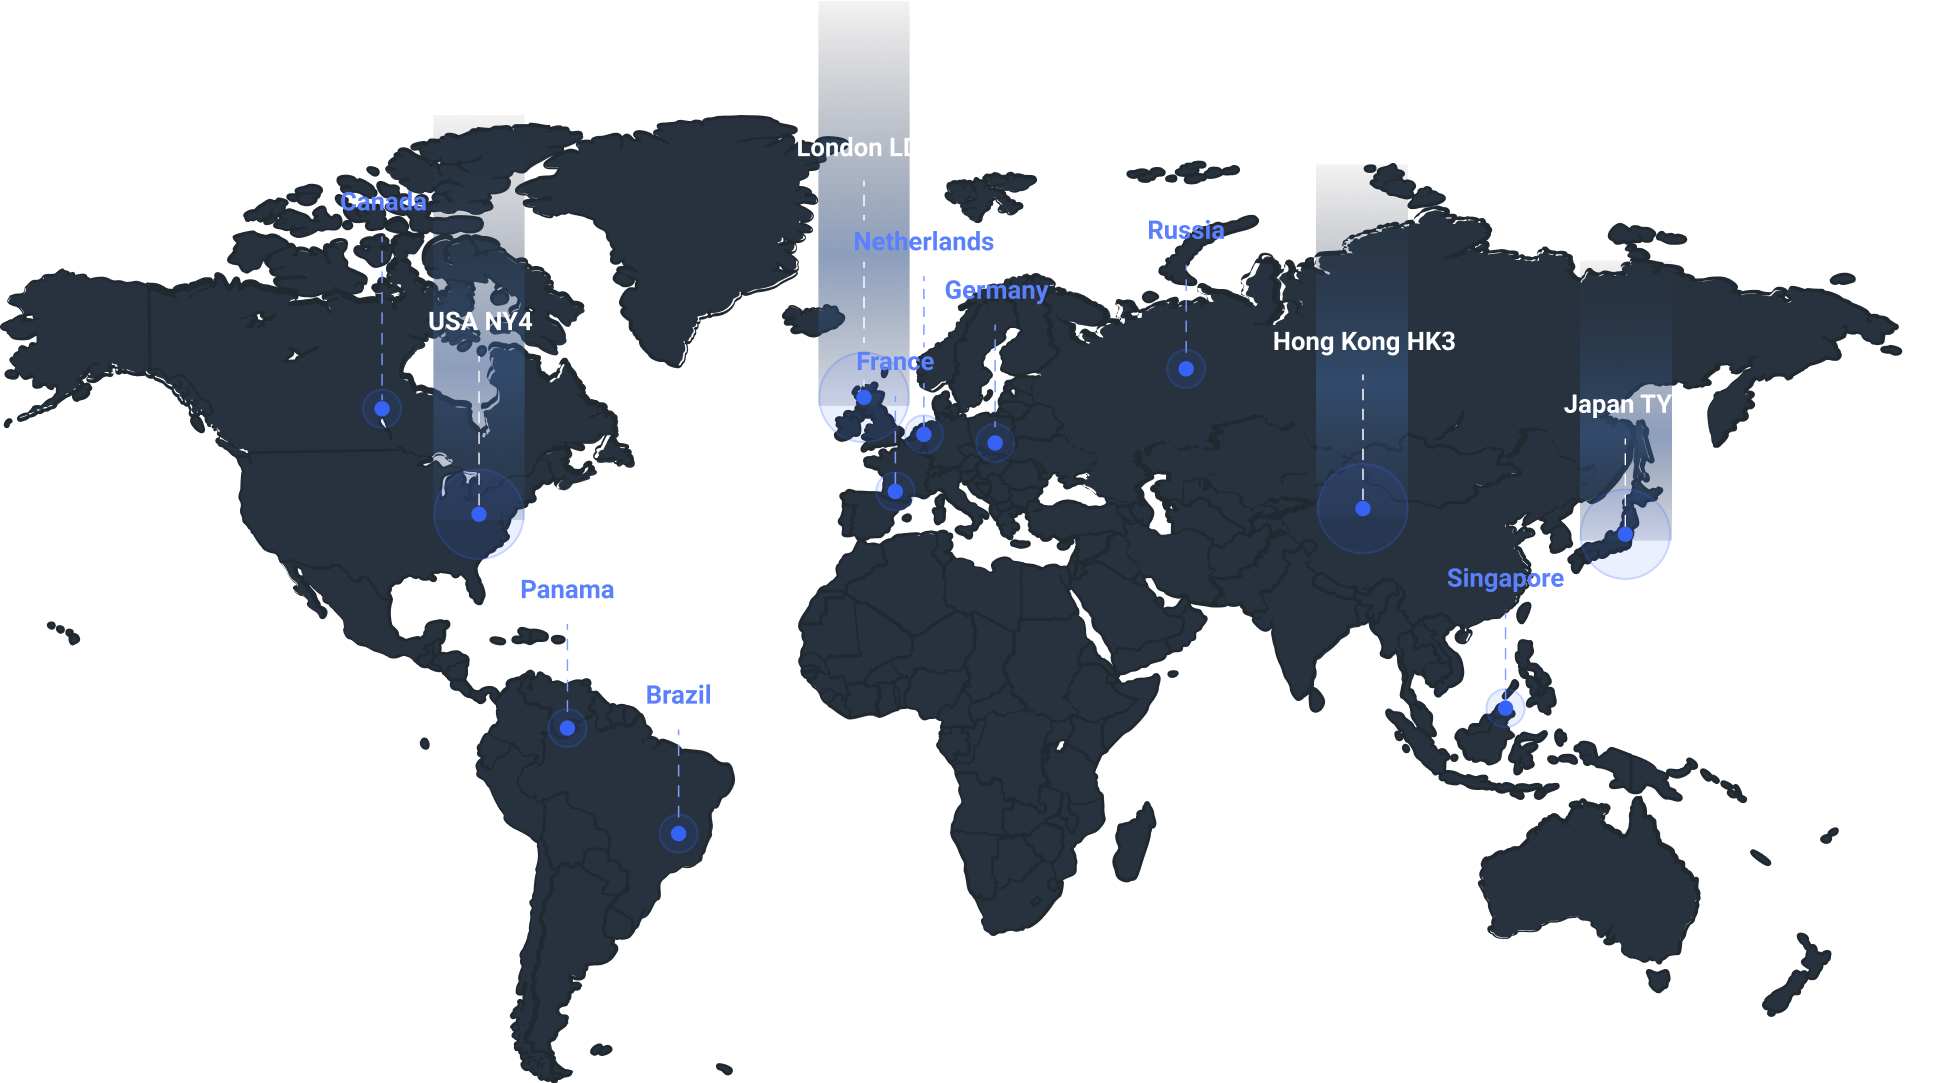 London LD
Canada
Russia
Netherlands
Germany
USA NY4
Hong Kong HK3
France
Japan TY
Singapore
Panama
Brazil